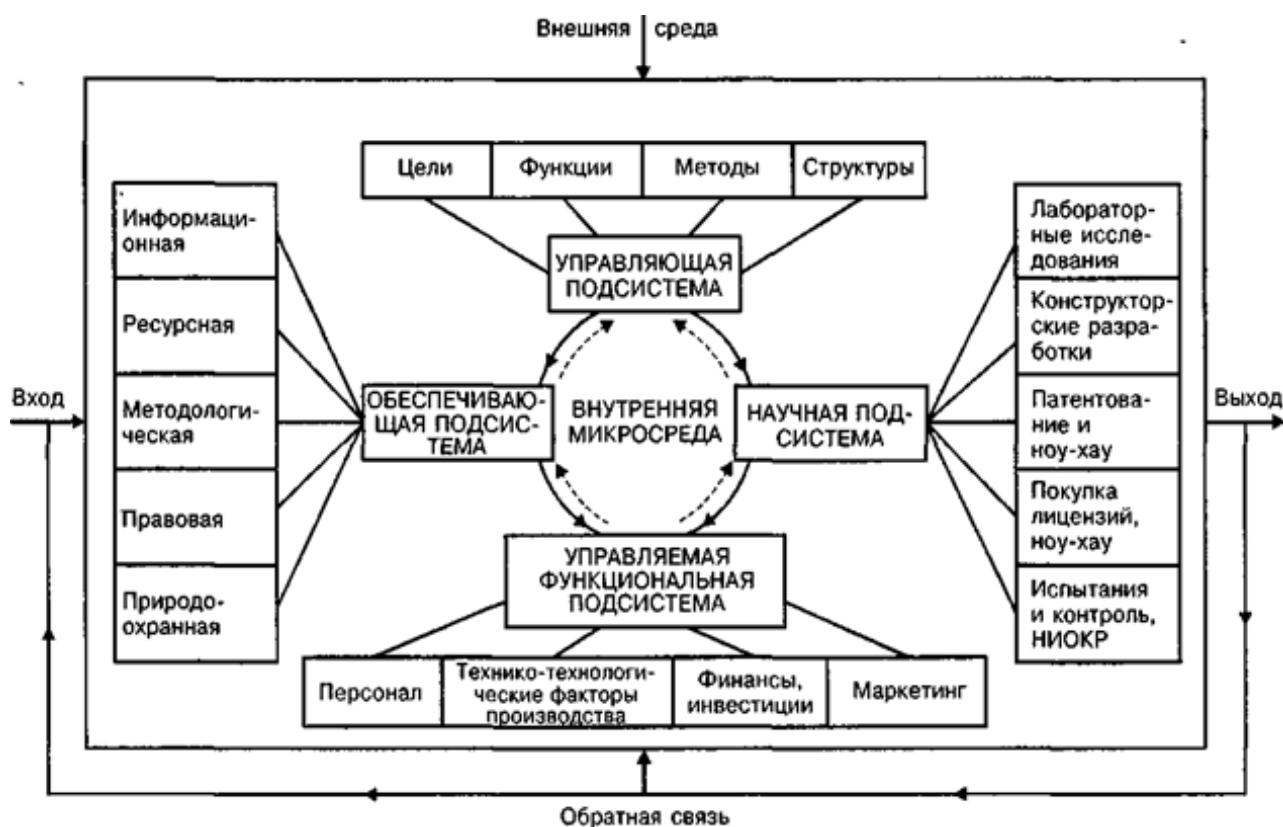 Внешняя среда
Цели
Функции
Методы
Структуры
Информаци-
онная
Ресурсная
Методологи-
ческая
Правовая
Природо-
охранная
Вход
УПРАВЛЯЮЩАЯ
ПОДСИСТЕМА
ОБЕСПЕЧИВАЮ-
ЩАЯ ПОДСИС-
ТЕМА
ВНУТРЕННЯЯ
МИКРОСРЕДА
НАУЧНАЯ ПОД-
СИСТЕМА
УПРАВЛЯЕМАЯ
ФУНКЦИОНАЛЬНАЯ
ПОДСИСТЕМА
Лаборатор-
ные иссле-
дования
Конструктор-
ские разра-
ботки
Патентова-
ние и
ноу-хау
Покупка
лицензий,
ноу-хау
Испытания
и контроль,
НИОКР
Выход
Персонал
Технико-технологи-
ческие факторы
производства
Финансы,
инвестиции
Маркетинг
Обратная связь